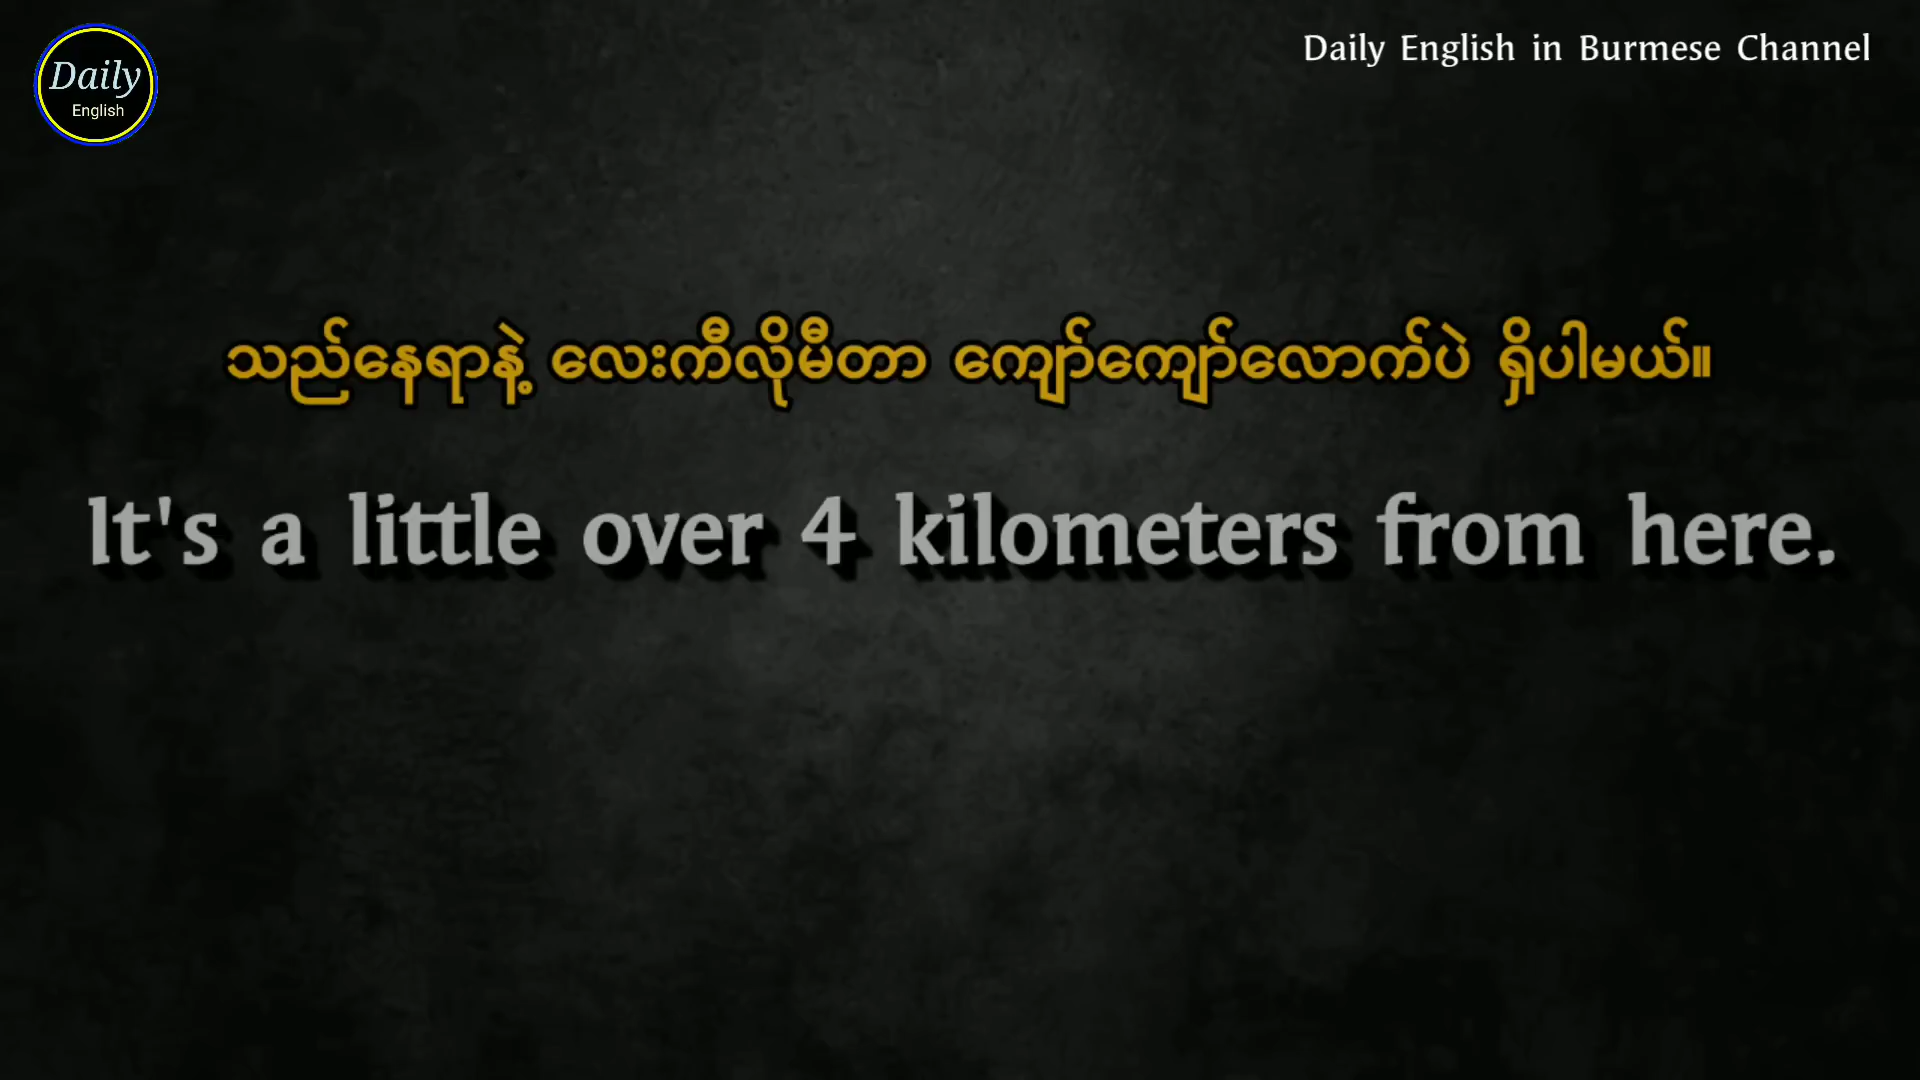 Daily
English
Daily English in Burmese Channel
သည်နေရာနဲ့ လေးကီလိုမီတာ ကျော်ကျော်လောက်ပဲ ရှိပါမယ်။
It's a little over 4 kilometers from here.